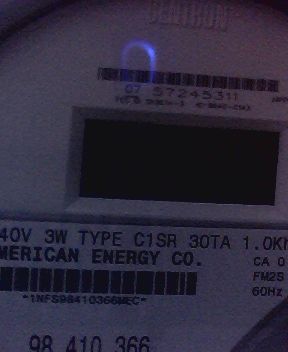 CENTRON
07 57245311
40V 3W TYPE C1SR 30TA 1.0K
MERICAN ENERGY CO.
CA 0
FM2S
60Hz
*1NFS98410366MEC*
98 410 366